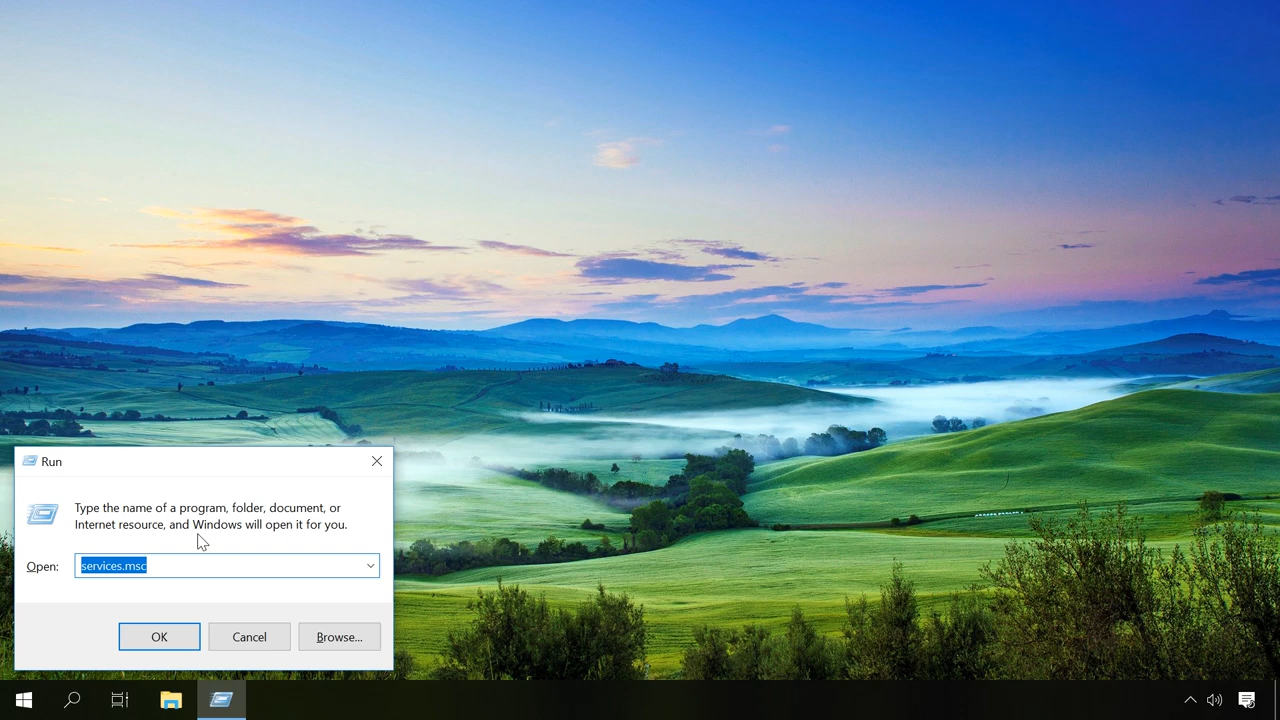 Run
Type the name of a program, folder, document, or
Internet resource, and Windows will open it for you.
Open:
services.msc
OK
Cancel
Browse...